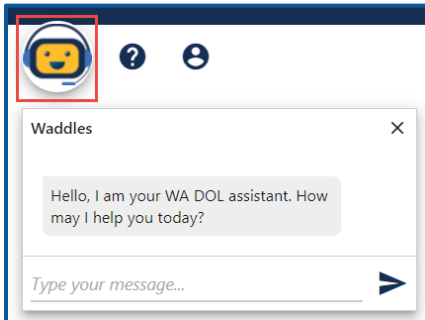 Waddles
Hello, I am your WA DOL assistant. How
may I help you today?
Type your message...